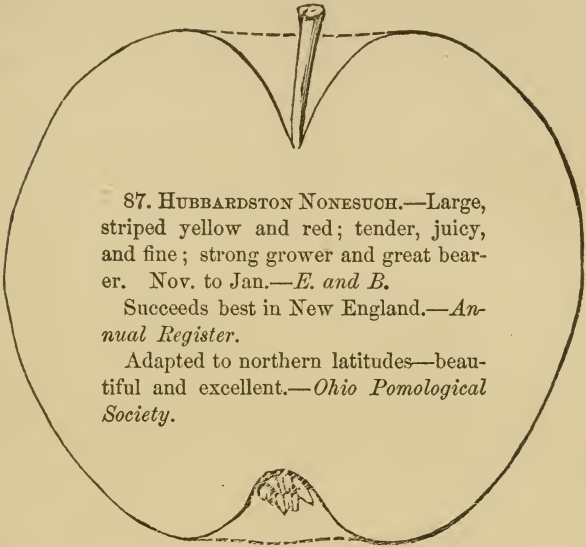 87. HUBBARDSTON NONESUCH.—Large,
striped yellow and red; tender, juicy,
and fine; strong grower and great bear-
er. Nov. to Jan.—E. and B.
Succeeds best in New England.—An-
nual Register.
Adapted to northern latitudes—beau-
tiful and excellent.—Ohio Pomological
Society.